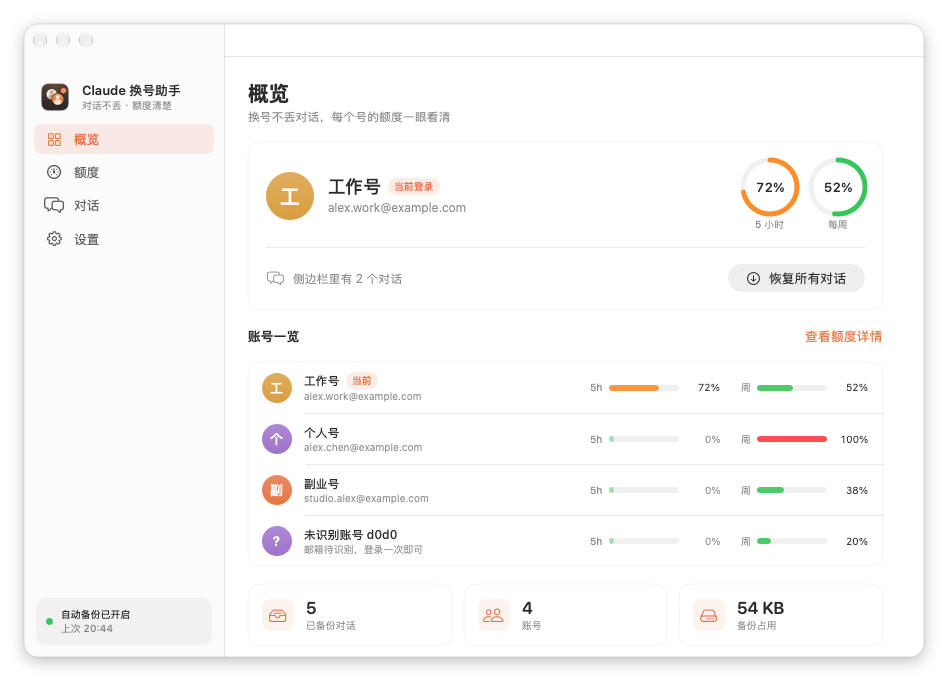 Claude 换号助手
对话不丢 · 额度清楚
概览
额度
对话
设置
自动备份已开启
上次 20:44
概览
换号不丢对话，每个号的额度一眼看清
工
工作号 当前登录
alex.work@example.com
72%
5 小时
52%
每周
侧边栏里有 2 个对话
恢复所有对话
账号一览
查看额度详情
工
工作号 当前
alex.work@example.com
5h 72% 周 52%
个
个人号
alex.chen@example.com
5h 0% 周 100%
副
副业号
studio.alex@example.com
5h 0% 周 38%
?
未识别账号 d0d0
邮箱待识别，登录一次即可
5h 0% 周 20%
5
已备份对话
4
账号
54 KB
备份占用